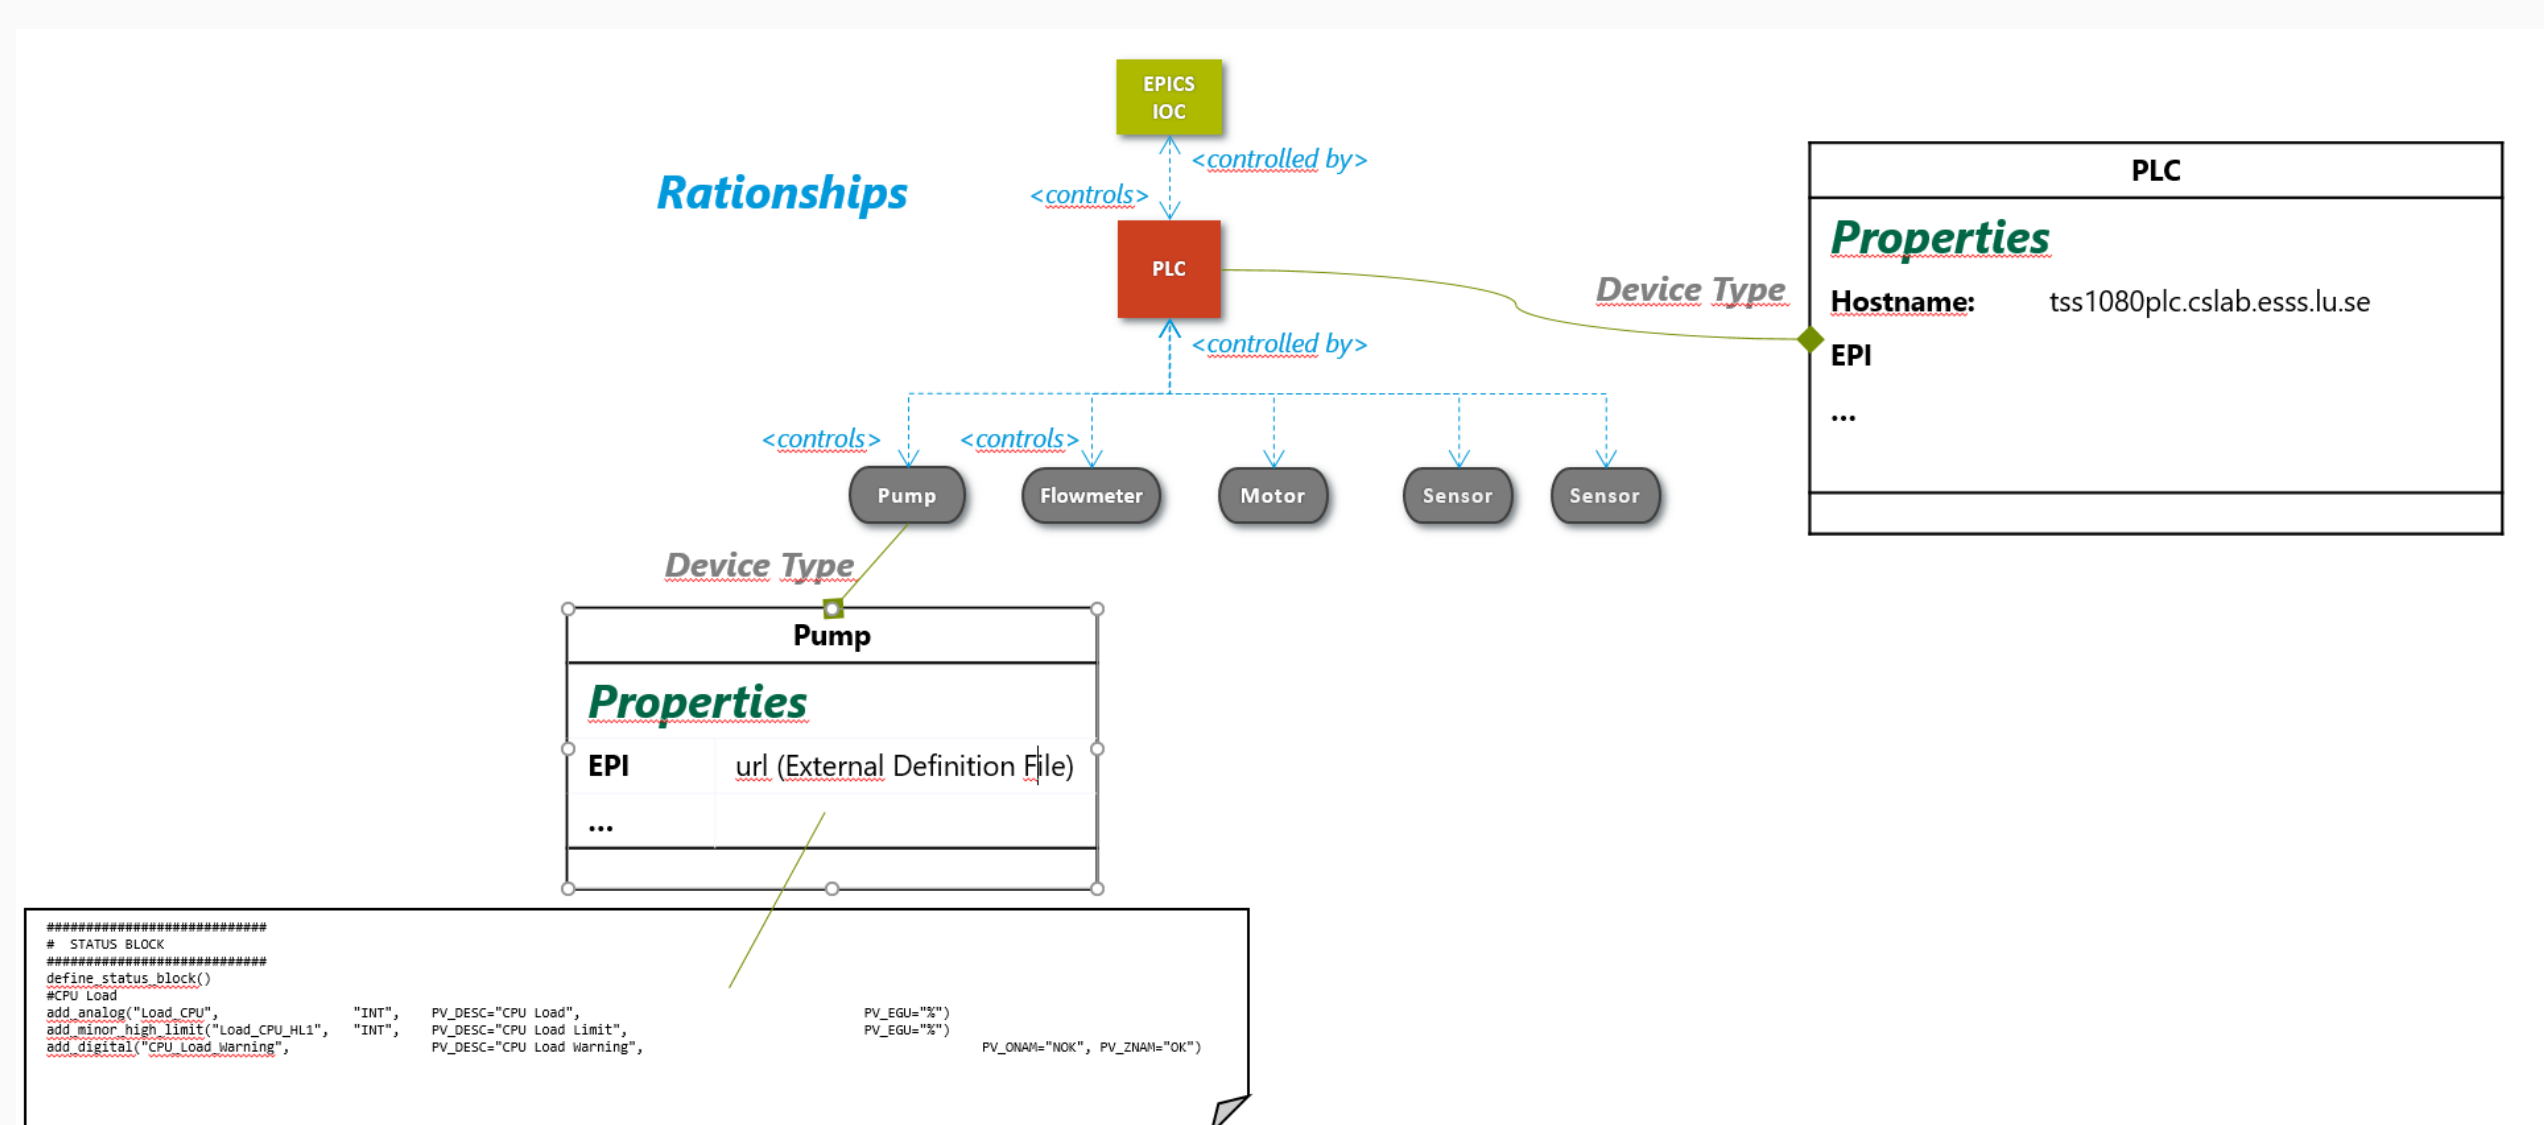 EPICS
IOC
<controlled by>
<controls>
Rationships
PLC
<controlled by>
<controls>
<controls>
Pump
Flowmeter
Motor
Sensor
Sensor
Device Type
PLC
Properties
Hostname: tss1080plc.cslab.esss.lu.se
EPI
...
Device Type
Pump
Properties
EPI url (External Definition File)
...
############################
# STATUS BLOCK
############################
define_status_block()
#CPU Load
add_analog("Load_CPU", "INT", PV_DESC="CPU Load", PV_EGU="%")
add_minor_high_limit("Load_CPU_HL1", "INT", PV_DESC="CPU Load Limit", PV_EGU="%")
add_digital("CPU_Load_Warning", PV_DESC="CPU Load Warning", PV_ONAM="NOK", PV_ZNAM="OK")